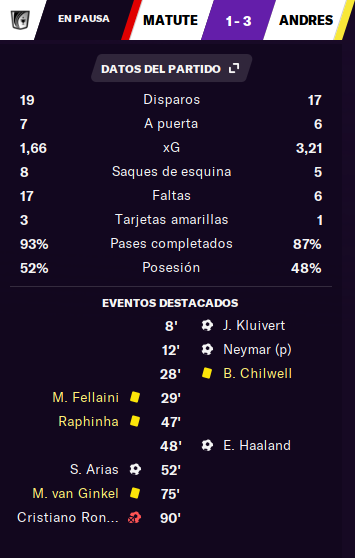 EN PAUSA MATUTE 1 - 3 ANDRES
DATOS DEL PARTIDO
19 Disparos 17
7 A puerta 6
1,66 xG 3,21
8 Saques de esquina 5
17 Faltas 6
3 Tarjetas amarillas 1
93% Pases completados 87%
52% Posesión 48%
EVENTOS DESTACADOS
8' J. Kluivert
12' Neymar (p)
28' B. Chilwell
M. Fellaini 29'
Raphinha 47'
48' E. Haaland
S. Arias 52'
M. van Ginkel 75'
Cristiano Ron... 90'